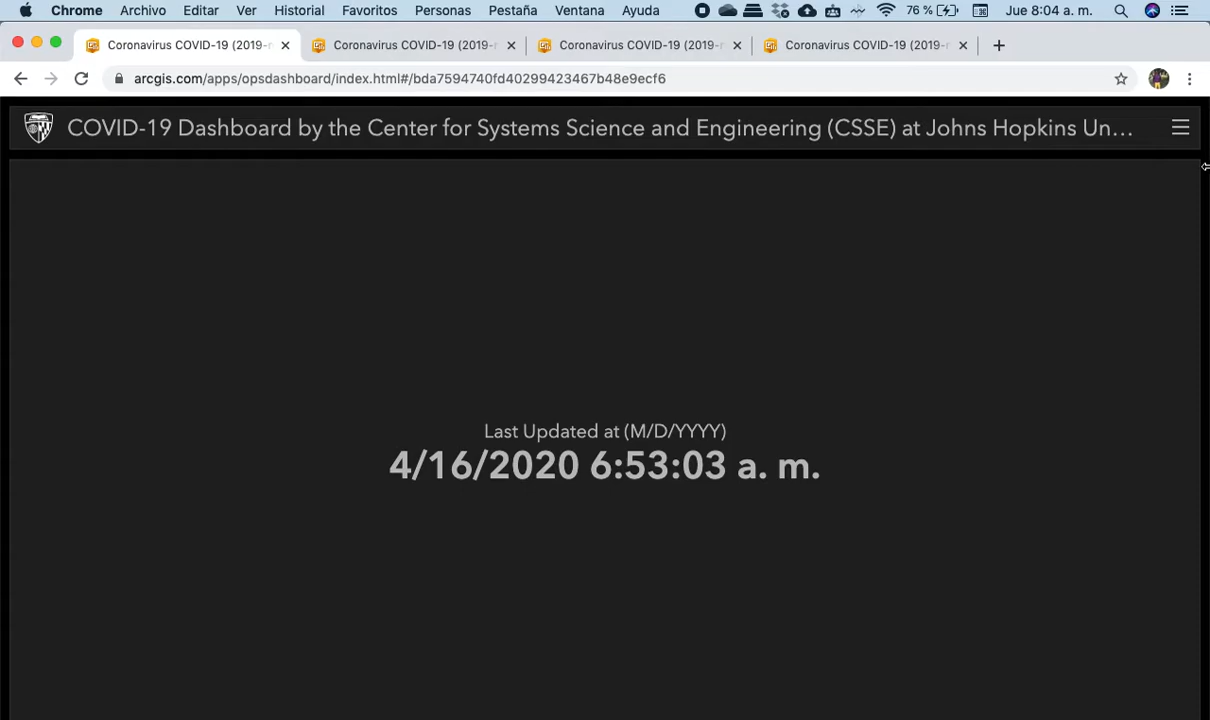 Chrome Archivo Editar Ver Historial Favoritos Personas Pestaña Ventana Ayuda 76 % Jue 8:04 a. m.
Coronavirus COVID-19 (2019-n Coronavirus COVID-19 (2019-n Coronavirus COVID-19 (2019-n Coronavirus COVID-19 (2019-n
arcgis.com/apps/opsdashboard/index.html#/bda7594740fd40299423467b48e9ecf6
COVID-19 Dashboard by the Center for Systems Science and Engineering (CSSE) at Johns Hopkins Un...
Last Updated at (M/D/YYYY)
4/16/2020 6:53:03 a. m.